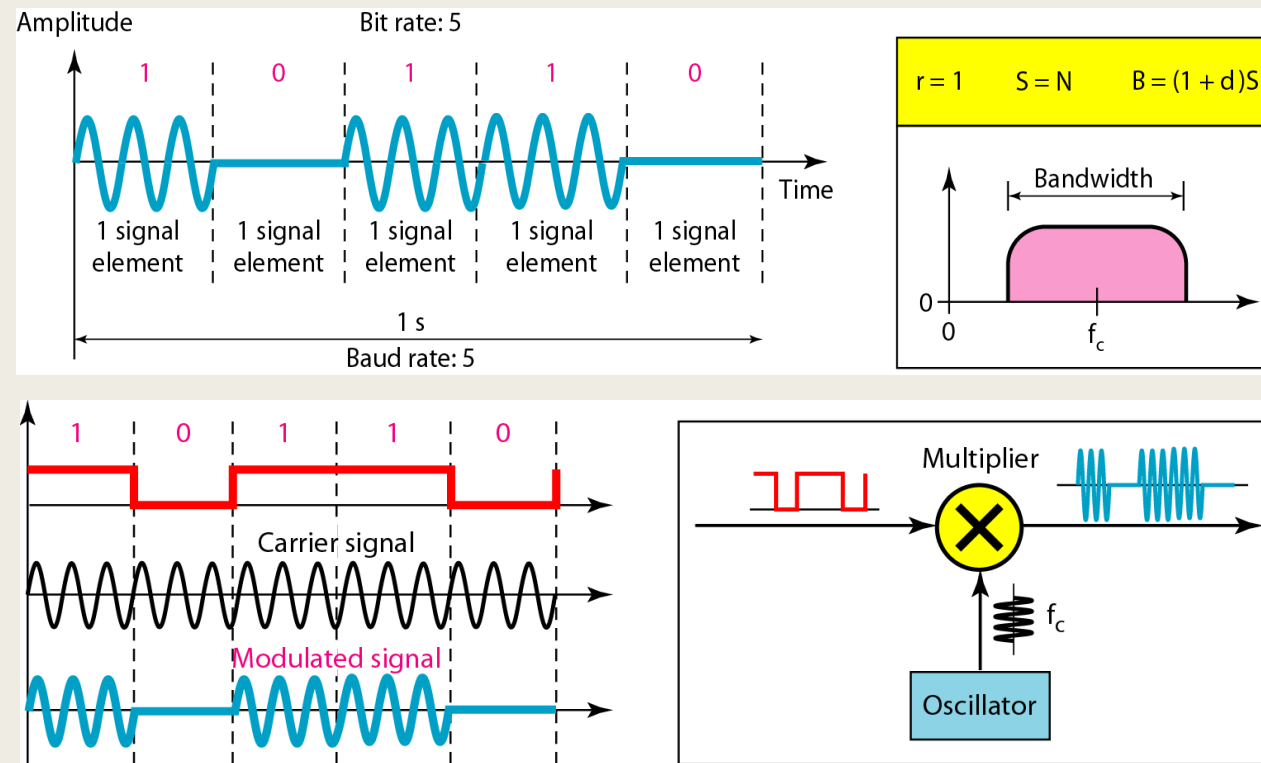 Amplitude
Bit rate: 5
1 0 1 1 0
Time
1 signal 1 signal 1 signal 1 signal 1 signal
element element element element element
1 s
Baud rate: 5
r = 1 S = N B = (1 + d)S
Bandwidth
0
0
f_c
1 0 1 1 0
Carrier signal
Modulated signal
Multiplier
f_c
Oscillator